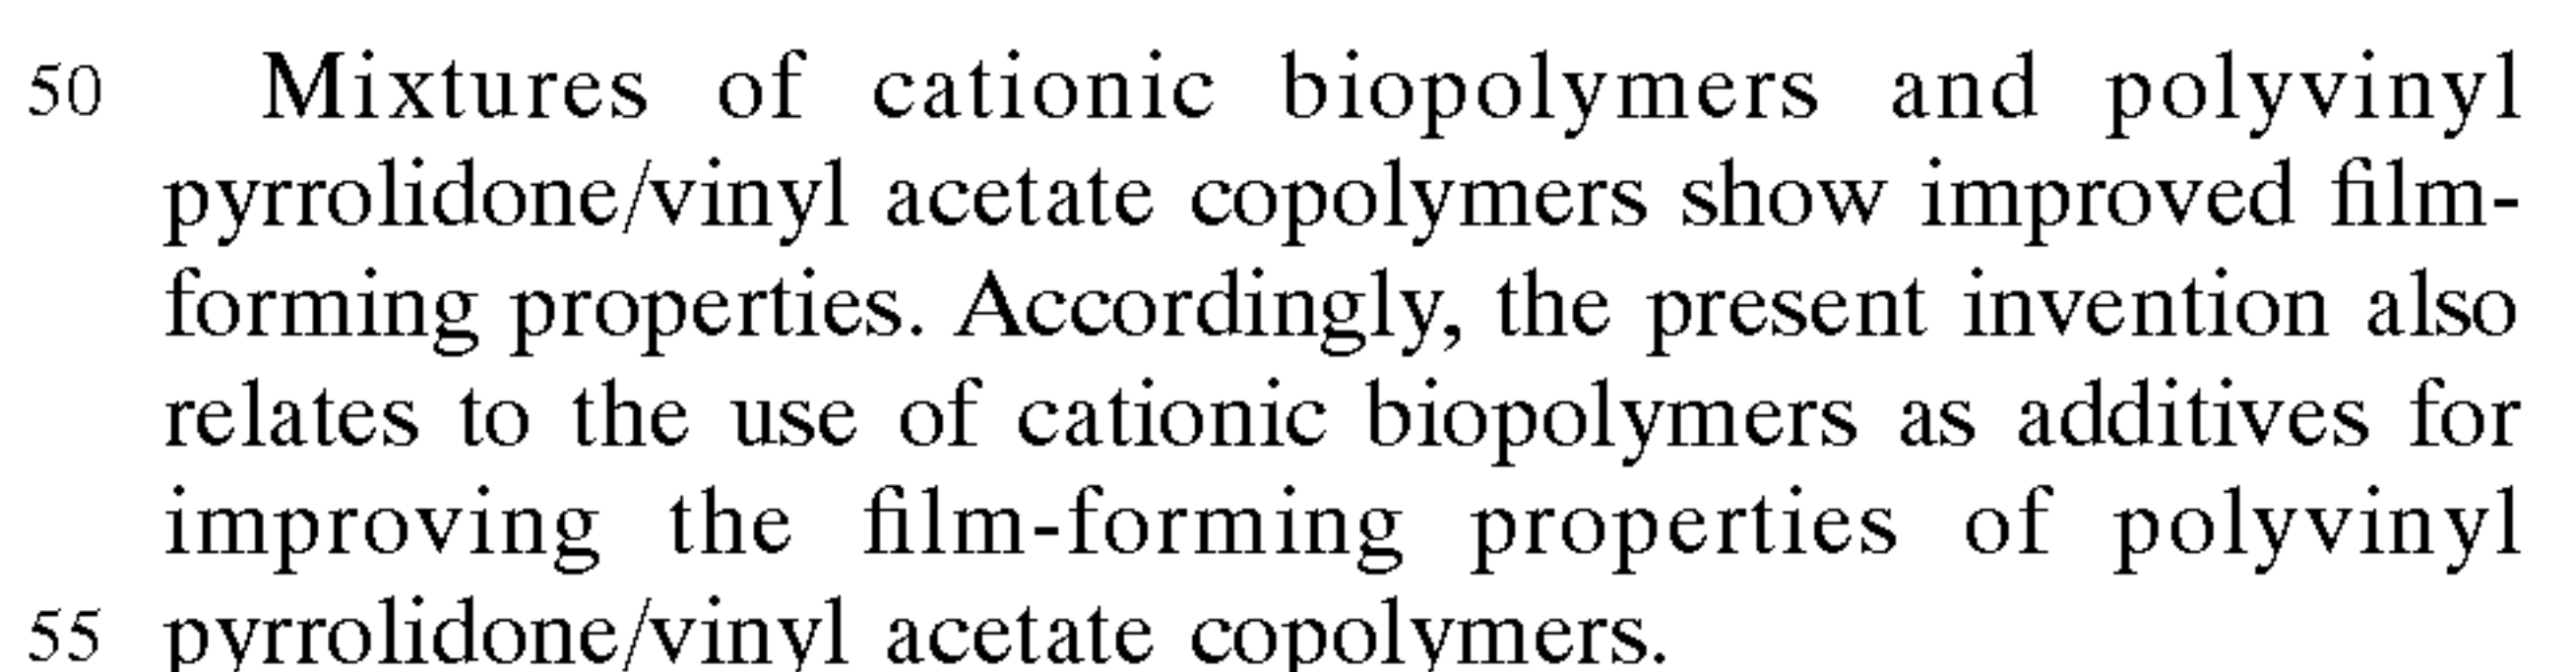 50 Mixtures of cationic biopolymers and polyvinyl
pyrrolidone/vinyl acetate copolymers show improved film-
forming properties. Accordingly, the present invention also
relates to the use of cationic biopolymers as additives for
improving the film-forming properties of polyvinyl
55 pyrrolidone/vinyl acetate copolymers.